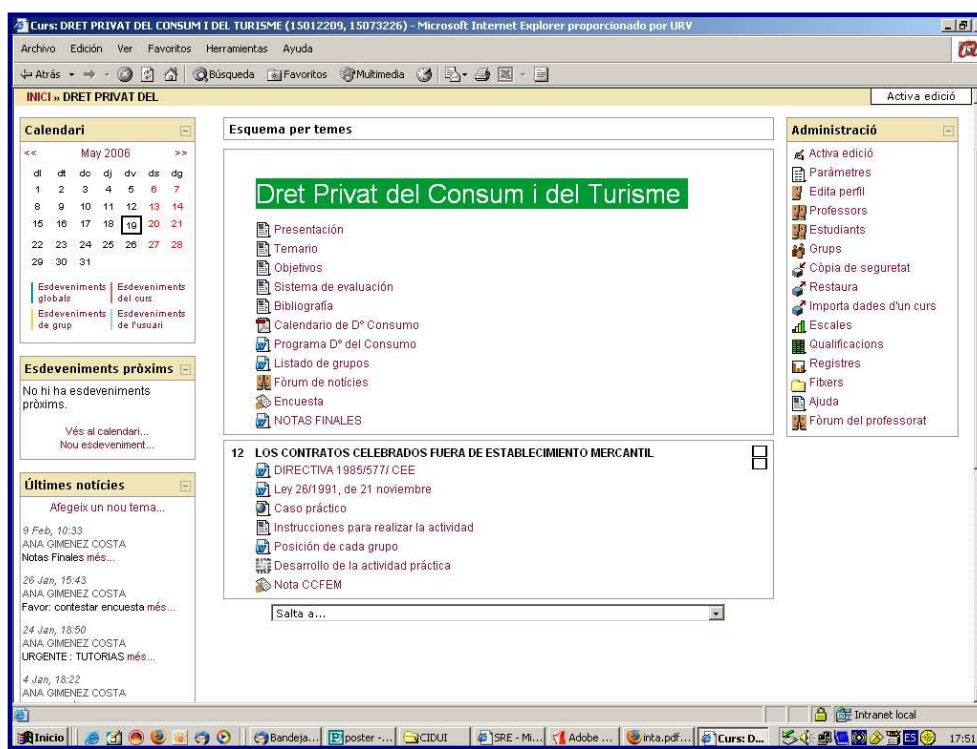 Curs: DRET PRIVAT DEL CONSUM I DEL TURISME (15012209, 15073226) - Microsoft Internet Explorer proporcionado por URV
Archivo Edición Ver Favoritos Herramientas Ayuda
Atrás Búsqueda Favoritos Multimedia
INICI » DRET PRIVAT DEL
Activa edició
Calendari
<< May 2006 >>
dl dt dc dj dv ds dg
1 2 3 4 5 6 7
8 9 10 11 12 13 14
15 16 17 18 19 20 21
22 23 24 25 26 27 28
29 30 31
Esdeveniments globals
Esdeveniments del curs
Esdeveniments de grup
Esdeveniments de l'usuari
Esdeveniments pròxims
No hi ha esdeveniments
pròxims.
Vés al calendari...
Nou esdeveniment...
Últimes notícies
Afegeix un nou tema...
9 Feb, 10:33
ANA GIMENEZ COSTA
Notas Finales més...
26 Jan, 15:43
ANA GIMENEZ COSTA
Favor: contestar encuesta més...
24 Jan, 18:50
ANA GIMENEZ COSTA
URGENTE : TUTORIAS més...
4 Jan, 18:22
ANA GIMENEZ COSTA
Esquema per temes
Dret Privat del Consum i del Turisme
Presentación
Temario
Objetivos
Sistema de evaluación
Bibliografía
Calendario de Dº Consumo
Programa Dº del Consumo
Listado de grupos
Fòrum de notícies
Encuesta
NOTAS FINALES
12 LOS CONTRATOS CELEBRADOS FUERA DE ESTABLECIMIENTO MERCANTIL
DIRECTIVA 1985/577/ CEE
Ley 26/1991, de 21 noviembre
Caso práctico
Instrucciones para realizar la actividad
Posición de cada grupo
Desarrollo de la actividad práctica
Nota CCFEM
Salta a...
Administració
Activa edició
Paràmetres
Edita perfil
Professors
Estudiants
Grups
Còpia de seguretat
Restaura
Importa dades d'un curs
Escales
Qualificacions
Registres
Fitxers
Ajuda
Fòrum del professorat
Intranet local
Inicio
Bandeja...
poster -...
CIDUI
SRE - Mi...
Adobe ...
inta.pdf...
Curs: D...
ES
17:5